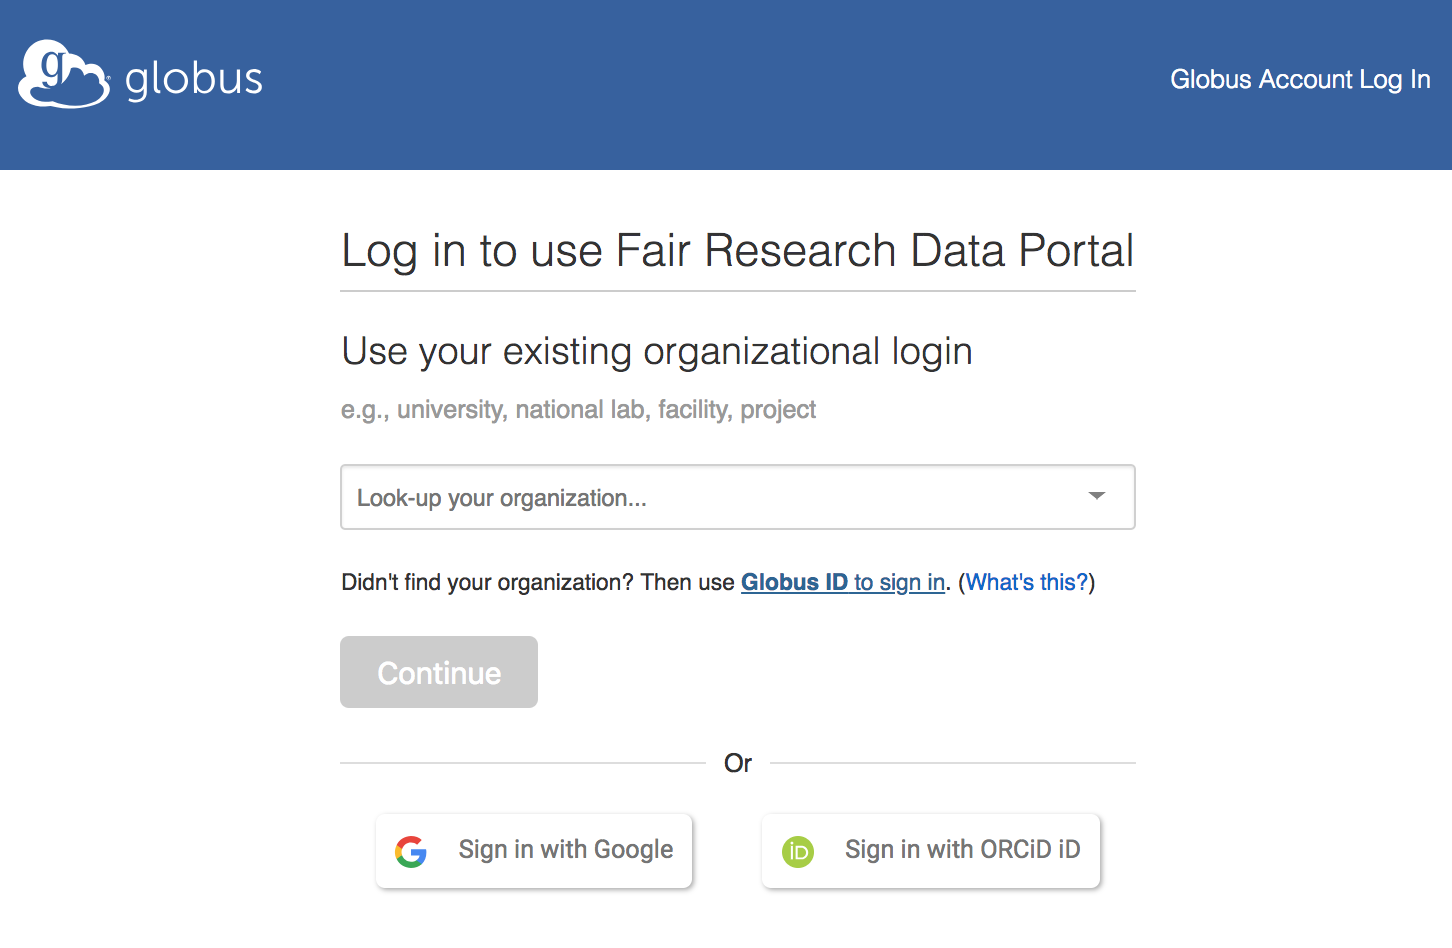 globus
Globus Account Log In
Log in to use Fair Research Data Portal
Use your existing organizational login
e.g., university, national lab, facility, project
Look-up your organization...
Didn't find your organization? Then use Globus ID to sign in. (What's this?)
Continue
Or
Sign in with Google
iD Sign in with ORCiD iD